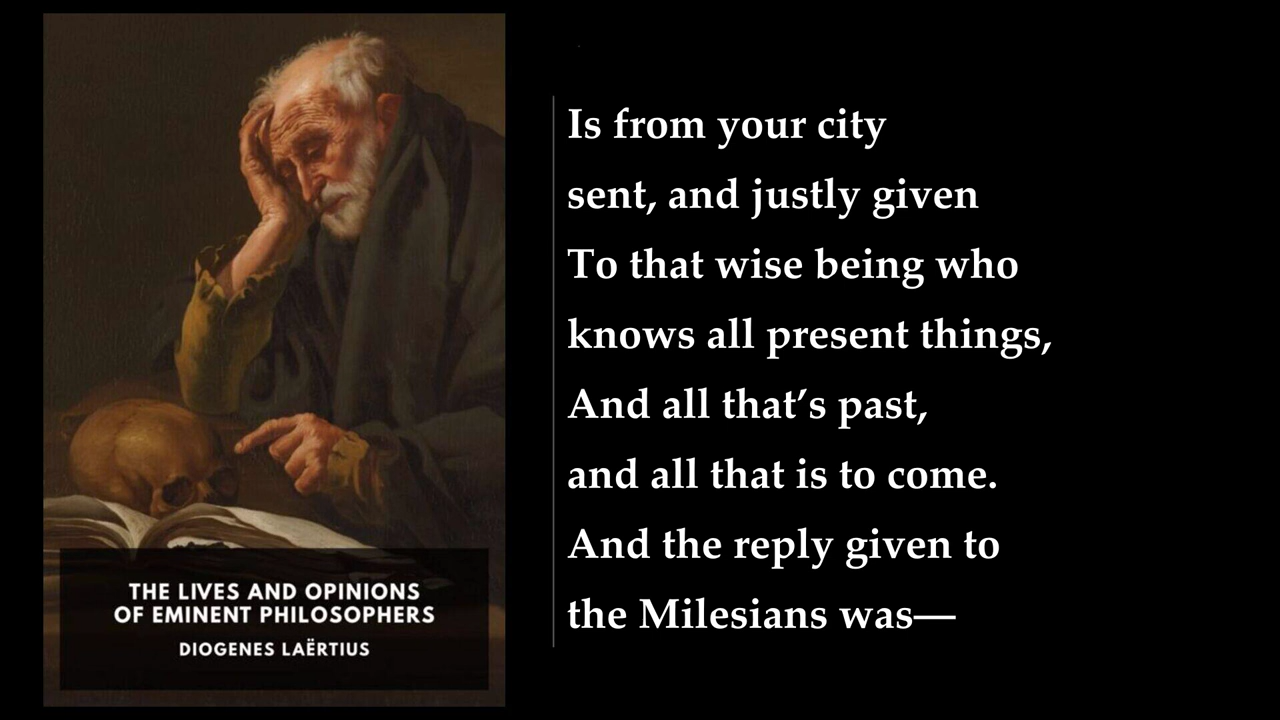 THE LIVES AND OPINIONS
OF EMINENT PHILOSOPHERS
DIOGENES LAËRTIUS
Is from your city
sent, and justly given
To that wise being who
knows all present things,
And all that’s past,
and all that is to come.
And the reply given to
the Milesians was—